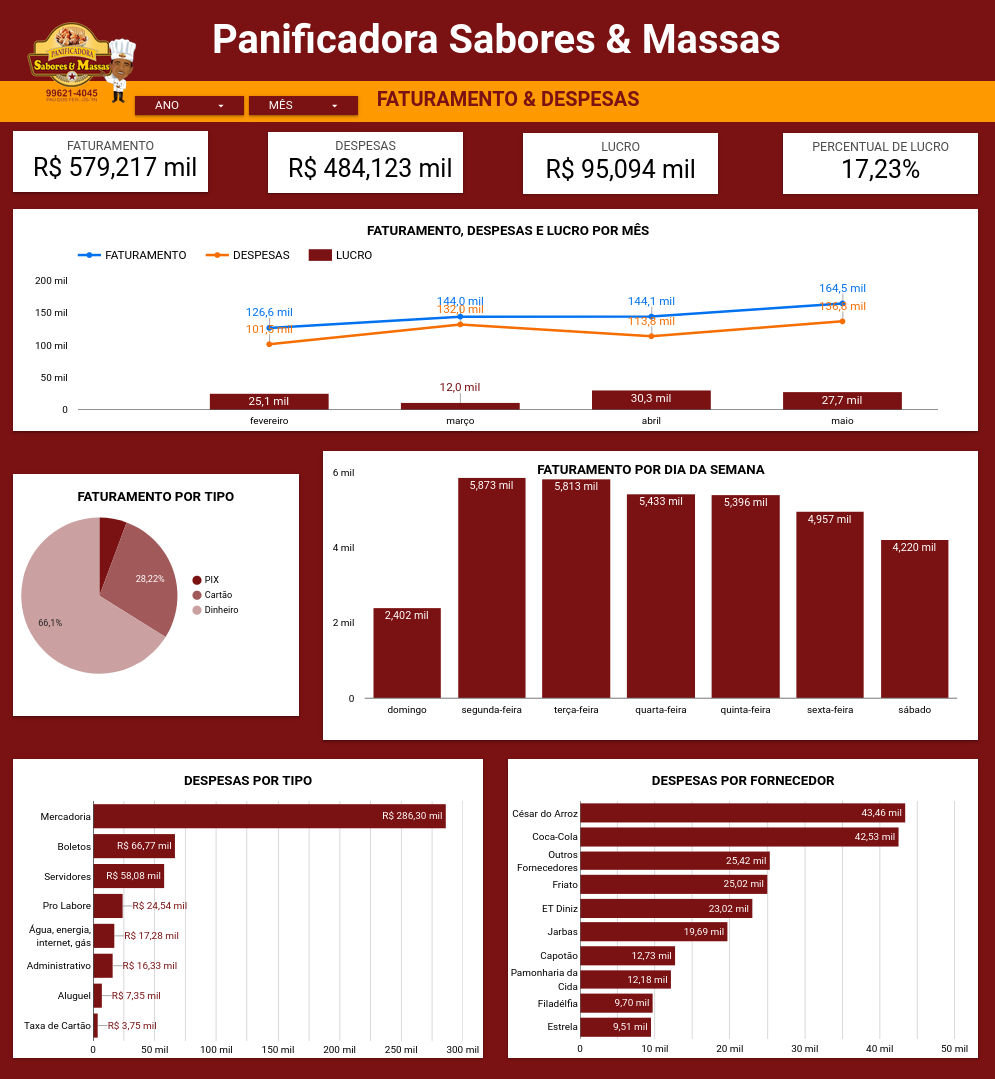 Panificadora Sabores & Massas
PANIFICADORA
Sabores & Massas
99621-4045
ANO
MÊS
FATURAMENTO & DESPESAS
FATURAMENTO
R$ 579,217 mil
DESPESAS
R$ 484,123 mil
LUCRO
R$ 95,094 mil
PERCENTUAL DE LUCRO
17,23%
FATURAMENTO, DESPESAS E LUCRO POR MÊS
FATURAMENTO DESPESAS LUCRO
200 mil
150 mil
100 mil
50 mil
0
126,6 mil 144,0 mil 144,1 mil 164,5 mil
132,0 mil 113,8 mil
25,1 mil 12,0 mil 30,3 mil 27,7 mil
fevereiro março abril maio
FATURAMENTO POR TIPO
28,22%
66,1%
PIX
Cartão
Dinheiro
FATURAMENTO POR DIA DA SEMANA
6 mil
4 mil
2 mil
0
2,402 mil 5,873 mil 5,813 mil 5,433 mil 5,396 mil 4,957 mil 4,220 mil
domingo segunda-feira terça-feira quarta-feira quinta-feira sexta-feira sábado
DESPESAS POR TIPO
Mercadoria R$ 286,30 mil
Boletos R$ 66,77 mil
Servidores R$ 58,08 mil
Pro Labore R$ 24,54 mil
Água, energia,
internet, gás R$ 17,28 mil
Administrativo R$ 16,33 mil
Aluguel R$ 7,35 mil
Taxa de Cartão R$ 3,75 mil
0 50 mil 100 mil 150 mil 200 mil 250 mil 300 mil
DESPESAS POR FORNECEDOR
César do Arroz 43,46 mil
Coca-Cola 42,53 mil
Outros
Fornecedores 25,42 mil
Friato 25,02 mil
ET Diniz 23,02 mil
Jarbas 19,69 mil
Capotão 12,73 mil
Pamonharia da
Cida 12,18 mil
Filadélfia 9,70 mil
Estrela 9,51 mil
0 10 mil 20 mil 30 mil 40 mil 50 mil